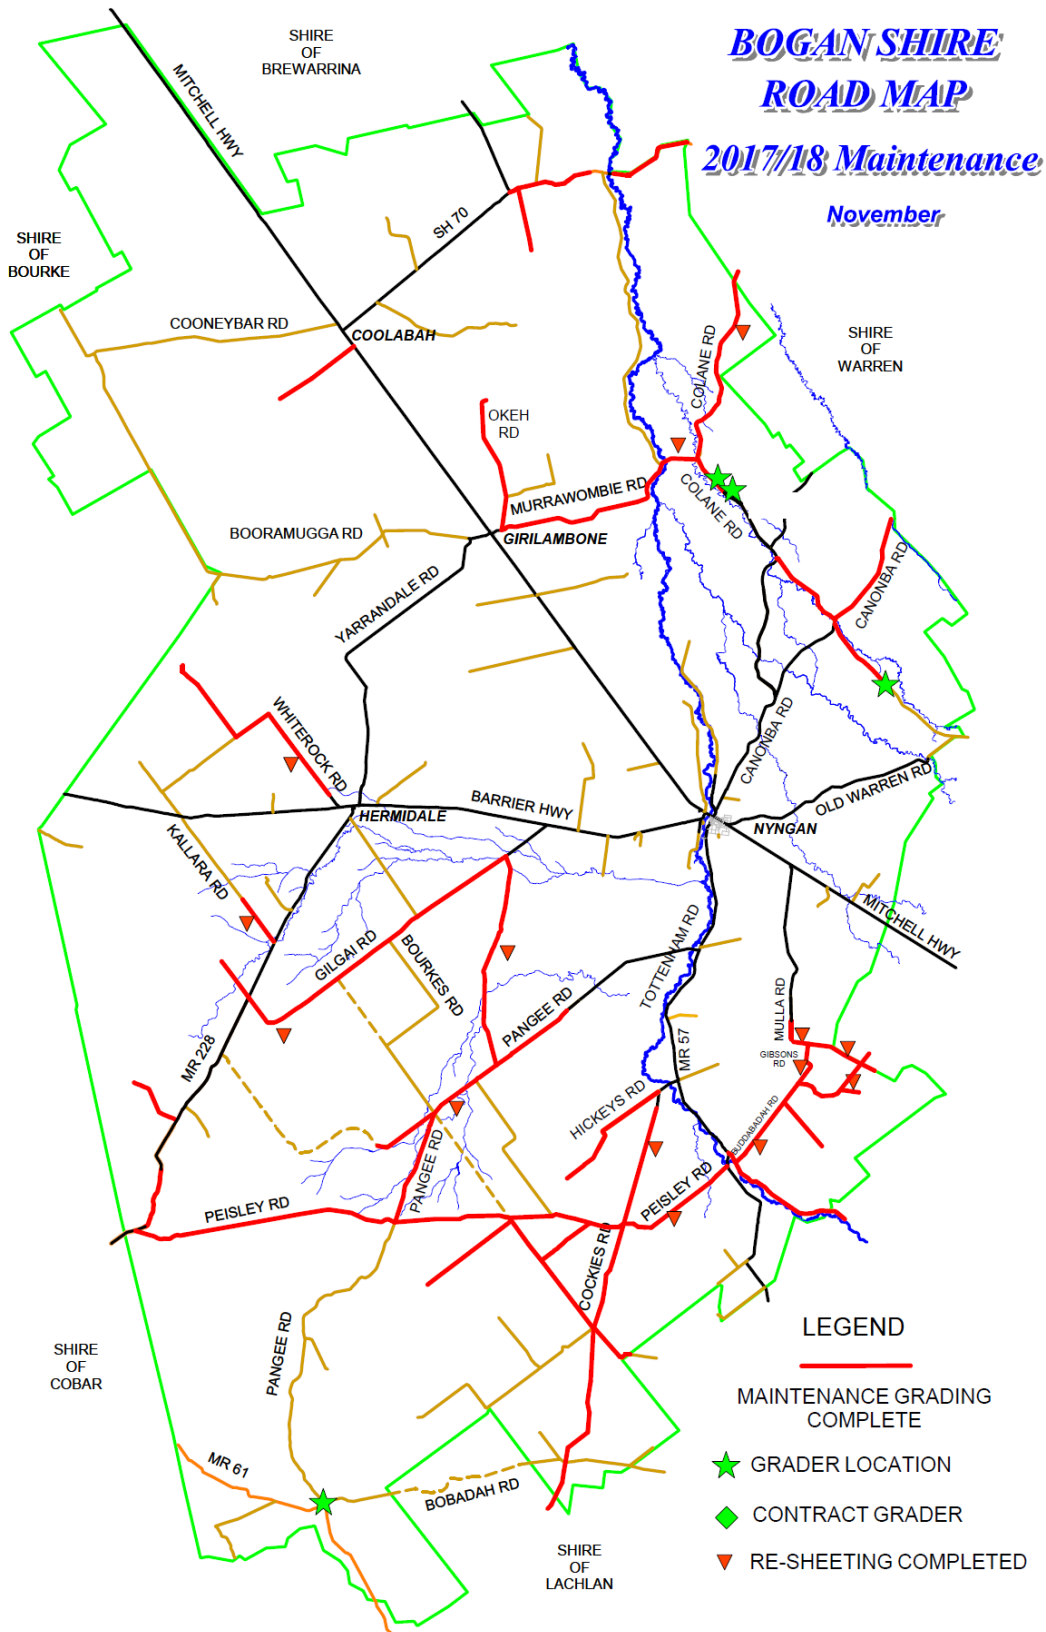 BOGAN SHIRE
ROAD MAP
2017/18 Maintenance
November
SHIRE
OF
BREWARRINA
MITCHELL HWY
SH 70
SHIRE
OF
BOURKE
COONEYBAR RD
COOLABAH
COLANE RD
SHIRE
OF
WARREN
OKEH
RD
MURRAWOMBIE RD
COLANE RD
BOORAMUGGA RD
GIRILAMBONE
CANONBA RD
YARRANDALE RD
WHITEROCK RD
CANONBA RD
OLD WARREN RD
BARRIER HWY
HERMIDALE
NYNGAN
KALLARA RD
MITCHELL HWY
GILGAI RD
BOURKES RD
TOTTENHAM RD
PANGEE RD
MULLA RD
MR 228
MR 57
GIBSONS
RD
HICKEYS RD
BUDDABADAH RD
PANGEE RD
PEISLEY RD
PEISLEY RD
COCKIES RD
PANGEE RD
SHIRE
OF
COBAR
MR 61
BOBADAH RD
SHIRE
OF
LACHLAN
LEGEND
MAINTENANCE GRADING
COMPLETE
GRADER LOCATION
CONTRACT GRADER
RE-SHEETING COMPLETED